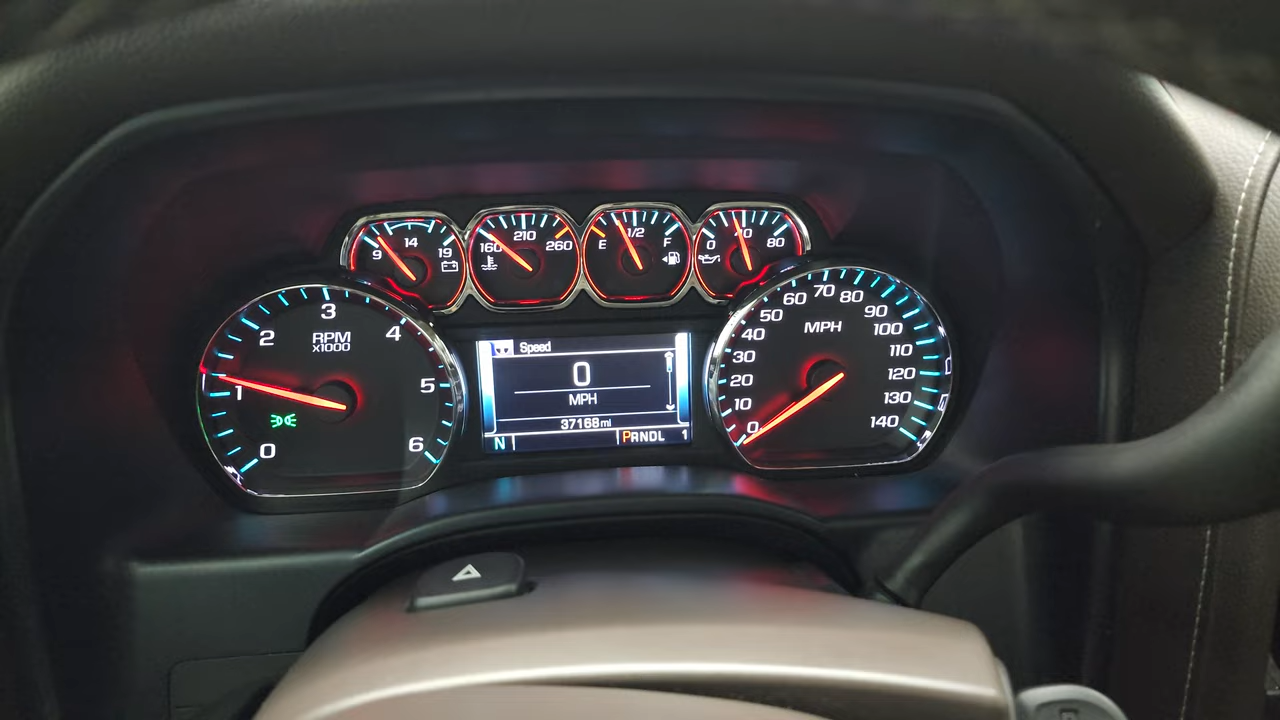 9 14 19
160 210 260
E 1/2 F
0 40 80
0 1 2 3 4 5 6
RPM
x1000
Speed
0
MPH
37168 mi
N PRNDL 1
0 10 20 30 40 50 60 70 80 90 100 110 120 130 140
MPH